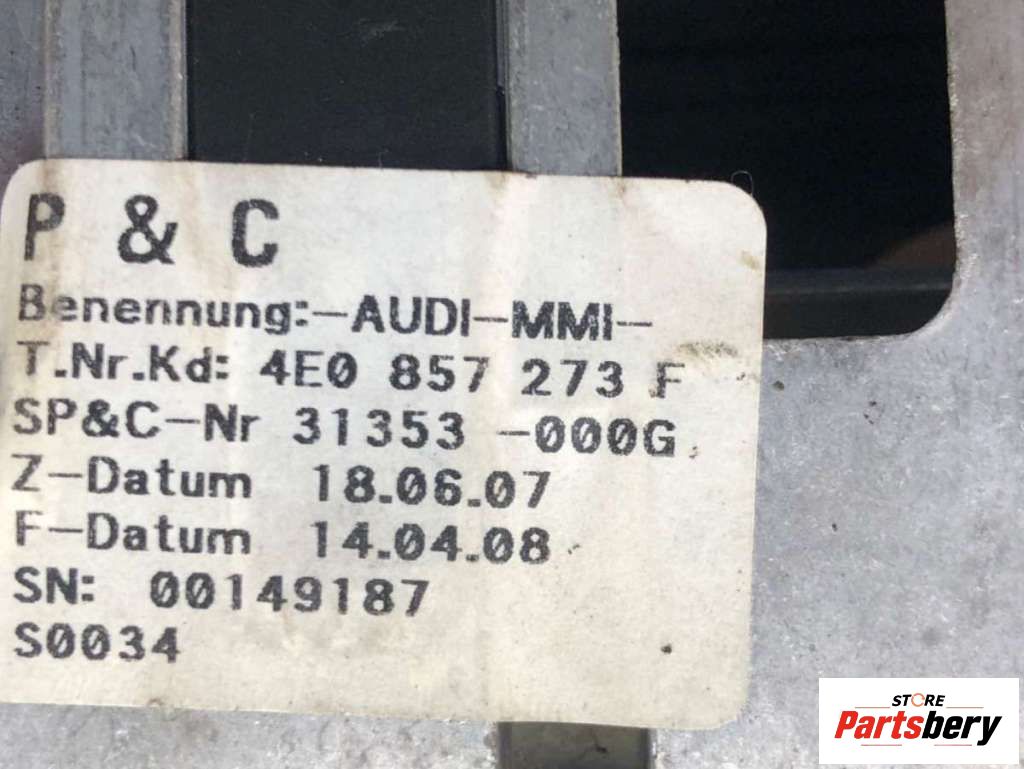 P & C
Benennung:-AUDI-MMI-
T.Nr.Kd: 4E0 857 273 F
SP&C-Nr 31353 -000G
Z-Datum 18.06.07
F-Datum 14.04.08
SN: 00149187
S0034
STORE
Partsbery